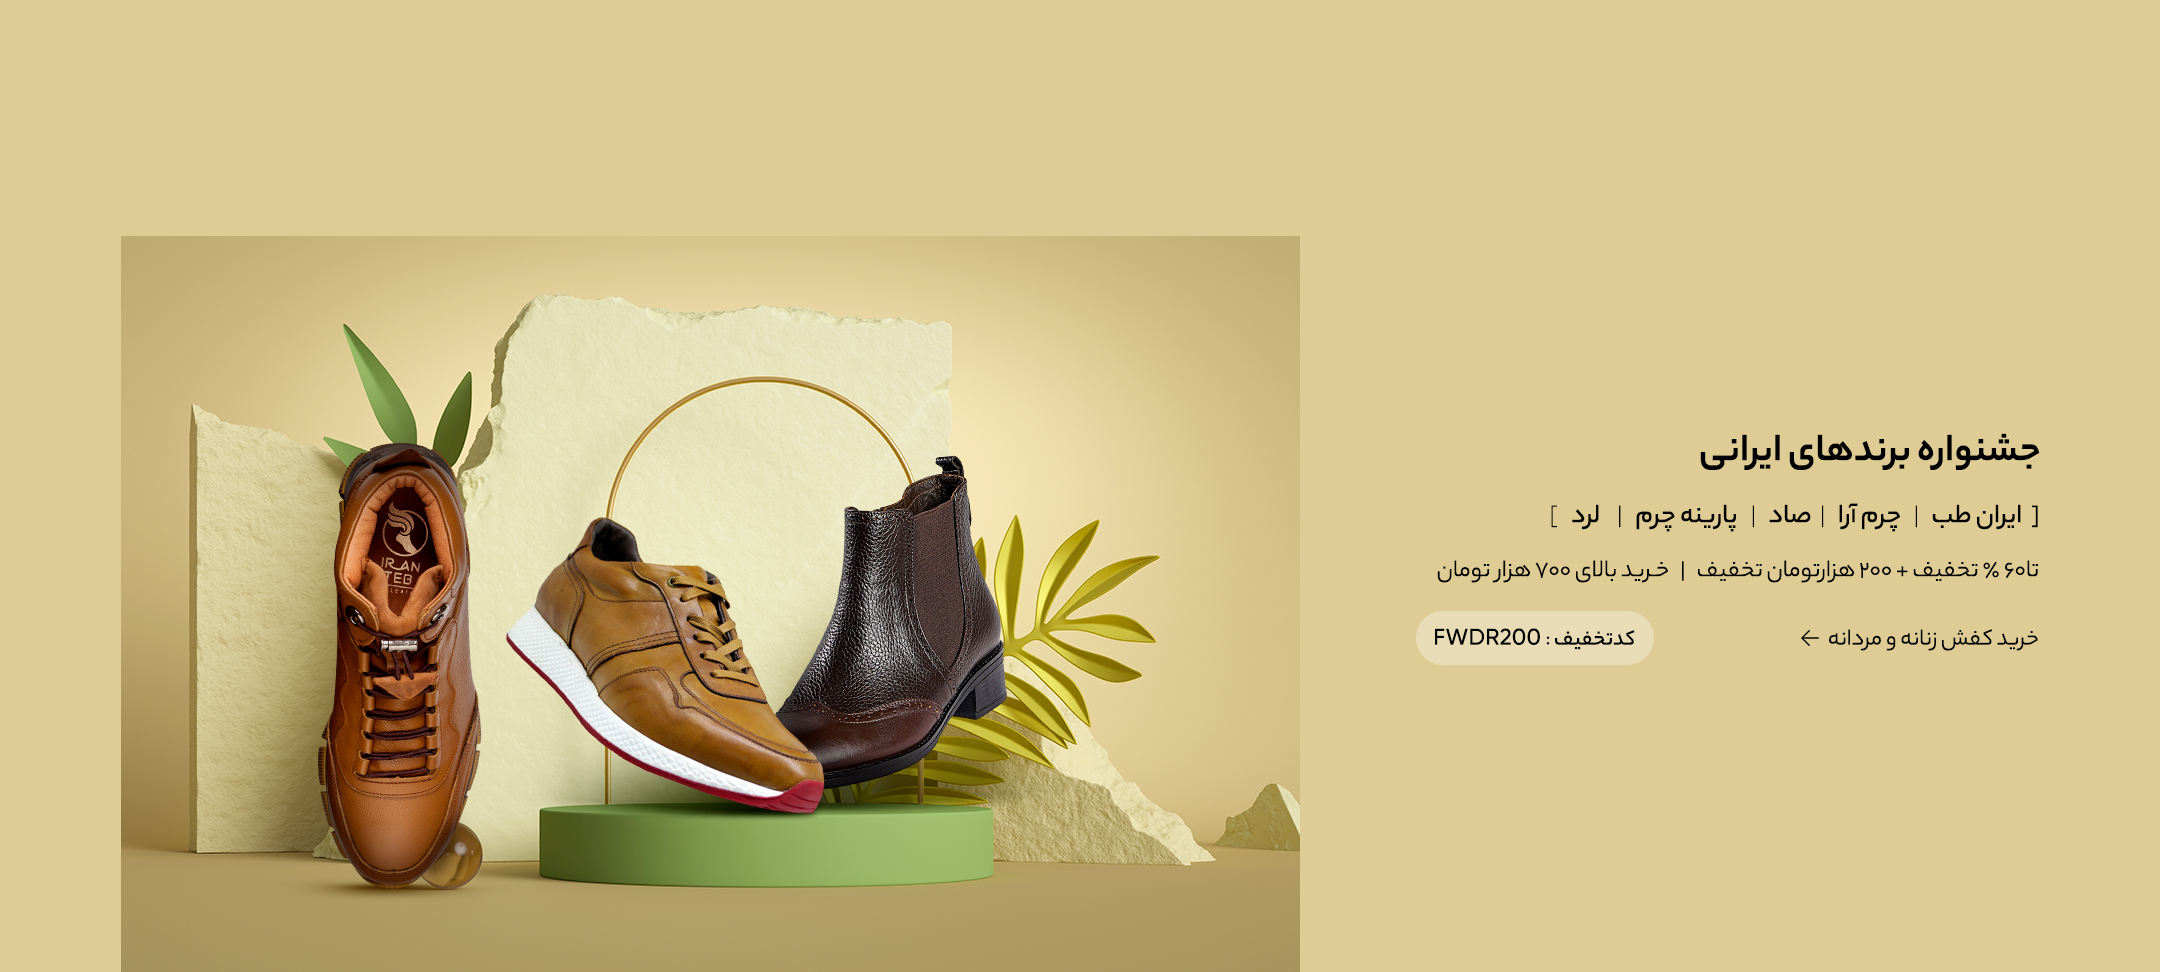 جشنواره برندهای ایرانی
[ ایران طب | چرم آرا | صاد | پارینه چرم | لرد ]
تا۶۰ % تخفیف + ۲۰۰ هزارتومان تخفیف | خرید بالای ۷۰۰ هزار تومان
خرید کفش زنانه و مردانه ←
کدتخفیف : FWDR200
IRAN
TEB